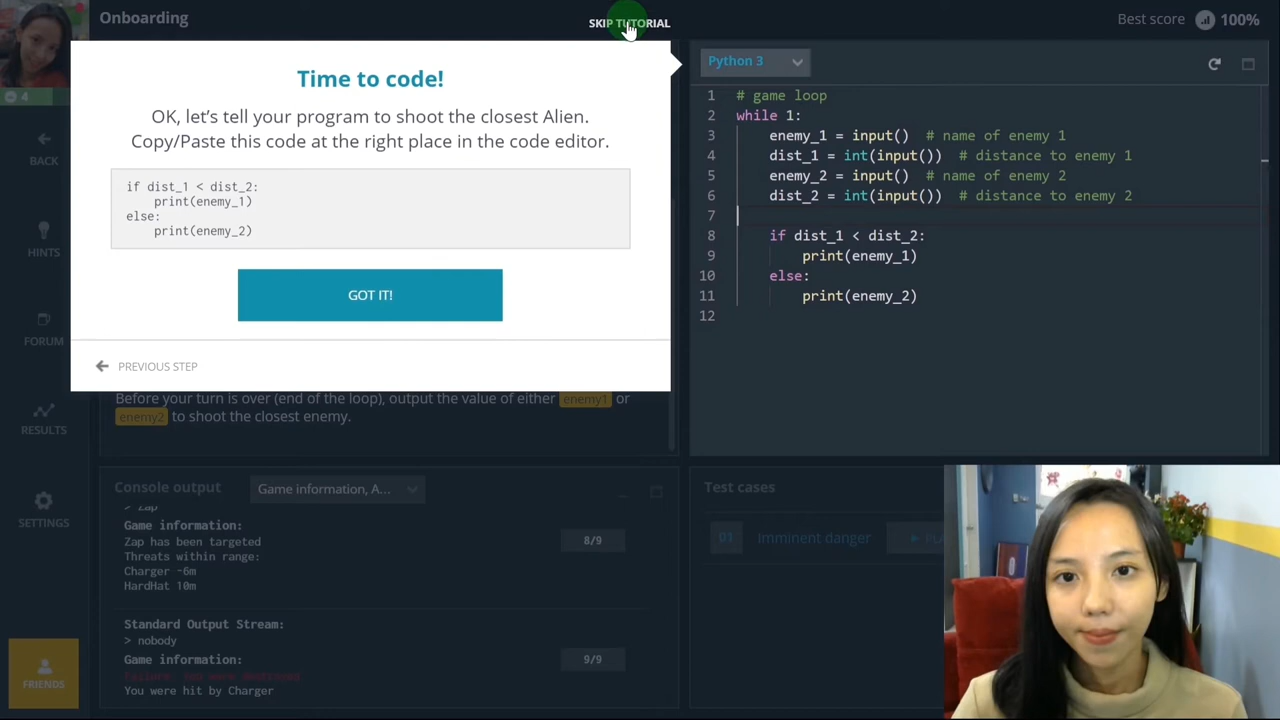 Onboarding
SKIP TUTORIAL
Best score 100%
4
BACK
HINTS
FORUM
RESULTS
SETTINGS
FRIENDS
Time to code!
OK, let's tell your program to shoot the closest Alien.
Copy/Paste this code at the right place in the code editor.
if dist_1 < dist_2:
    print(enemy_1)
else:
    print(enemy_2)
GOT IT!
PREVIOUS STEP
Before your turn is over (end of the loop), output the value of either enemy1 or
enemy2 to shoot the closest enemy.
Python 3
1 # game loop
2 while 1:
3     enemy_1 = input()  # name of enemy 1
4     dist_1 = int(input())  # distance to enemy 1
5     enemy_2 = input()  # name of enemy 2
6     dist_2 = int(input())  # distance to enemy 2
7
8     if dist_1 < dist_2:
9         print(enemy_1)
10     else:
11         print(enemy_2)
12
Console output
Game information, A...
> Zap
Game information:
Zap has been targeted
Threats within range:
Charger -6m
HardHat 10m
8/9
Standard Output Stream:
> nobody
Game information:
Failure: You were destroyed
You were hit by Charger
9/9
Test cases
01 Imminent danger